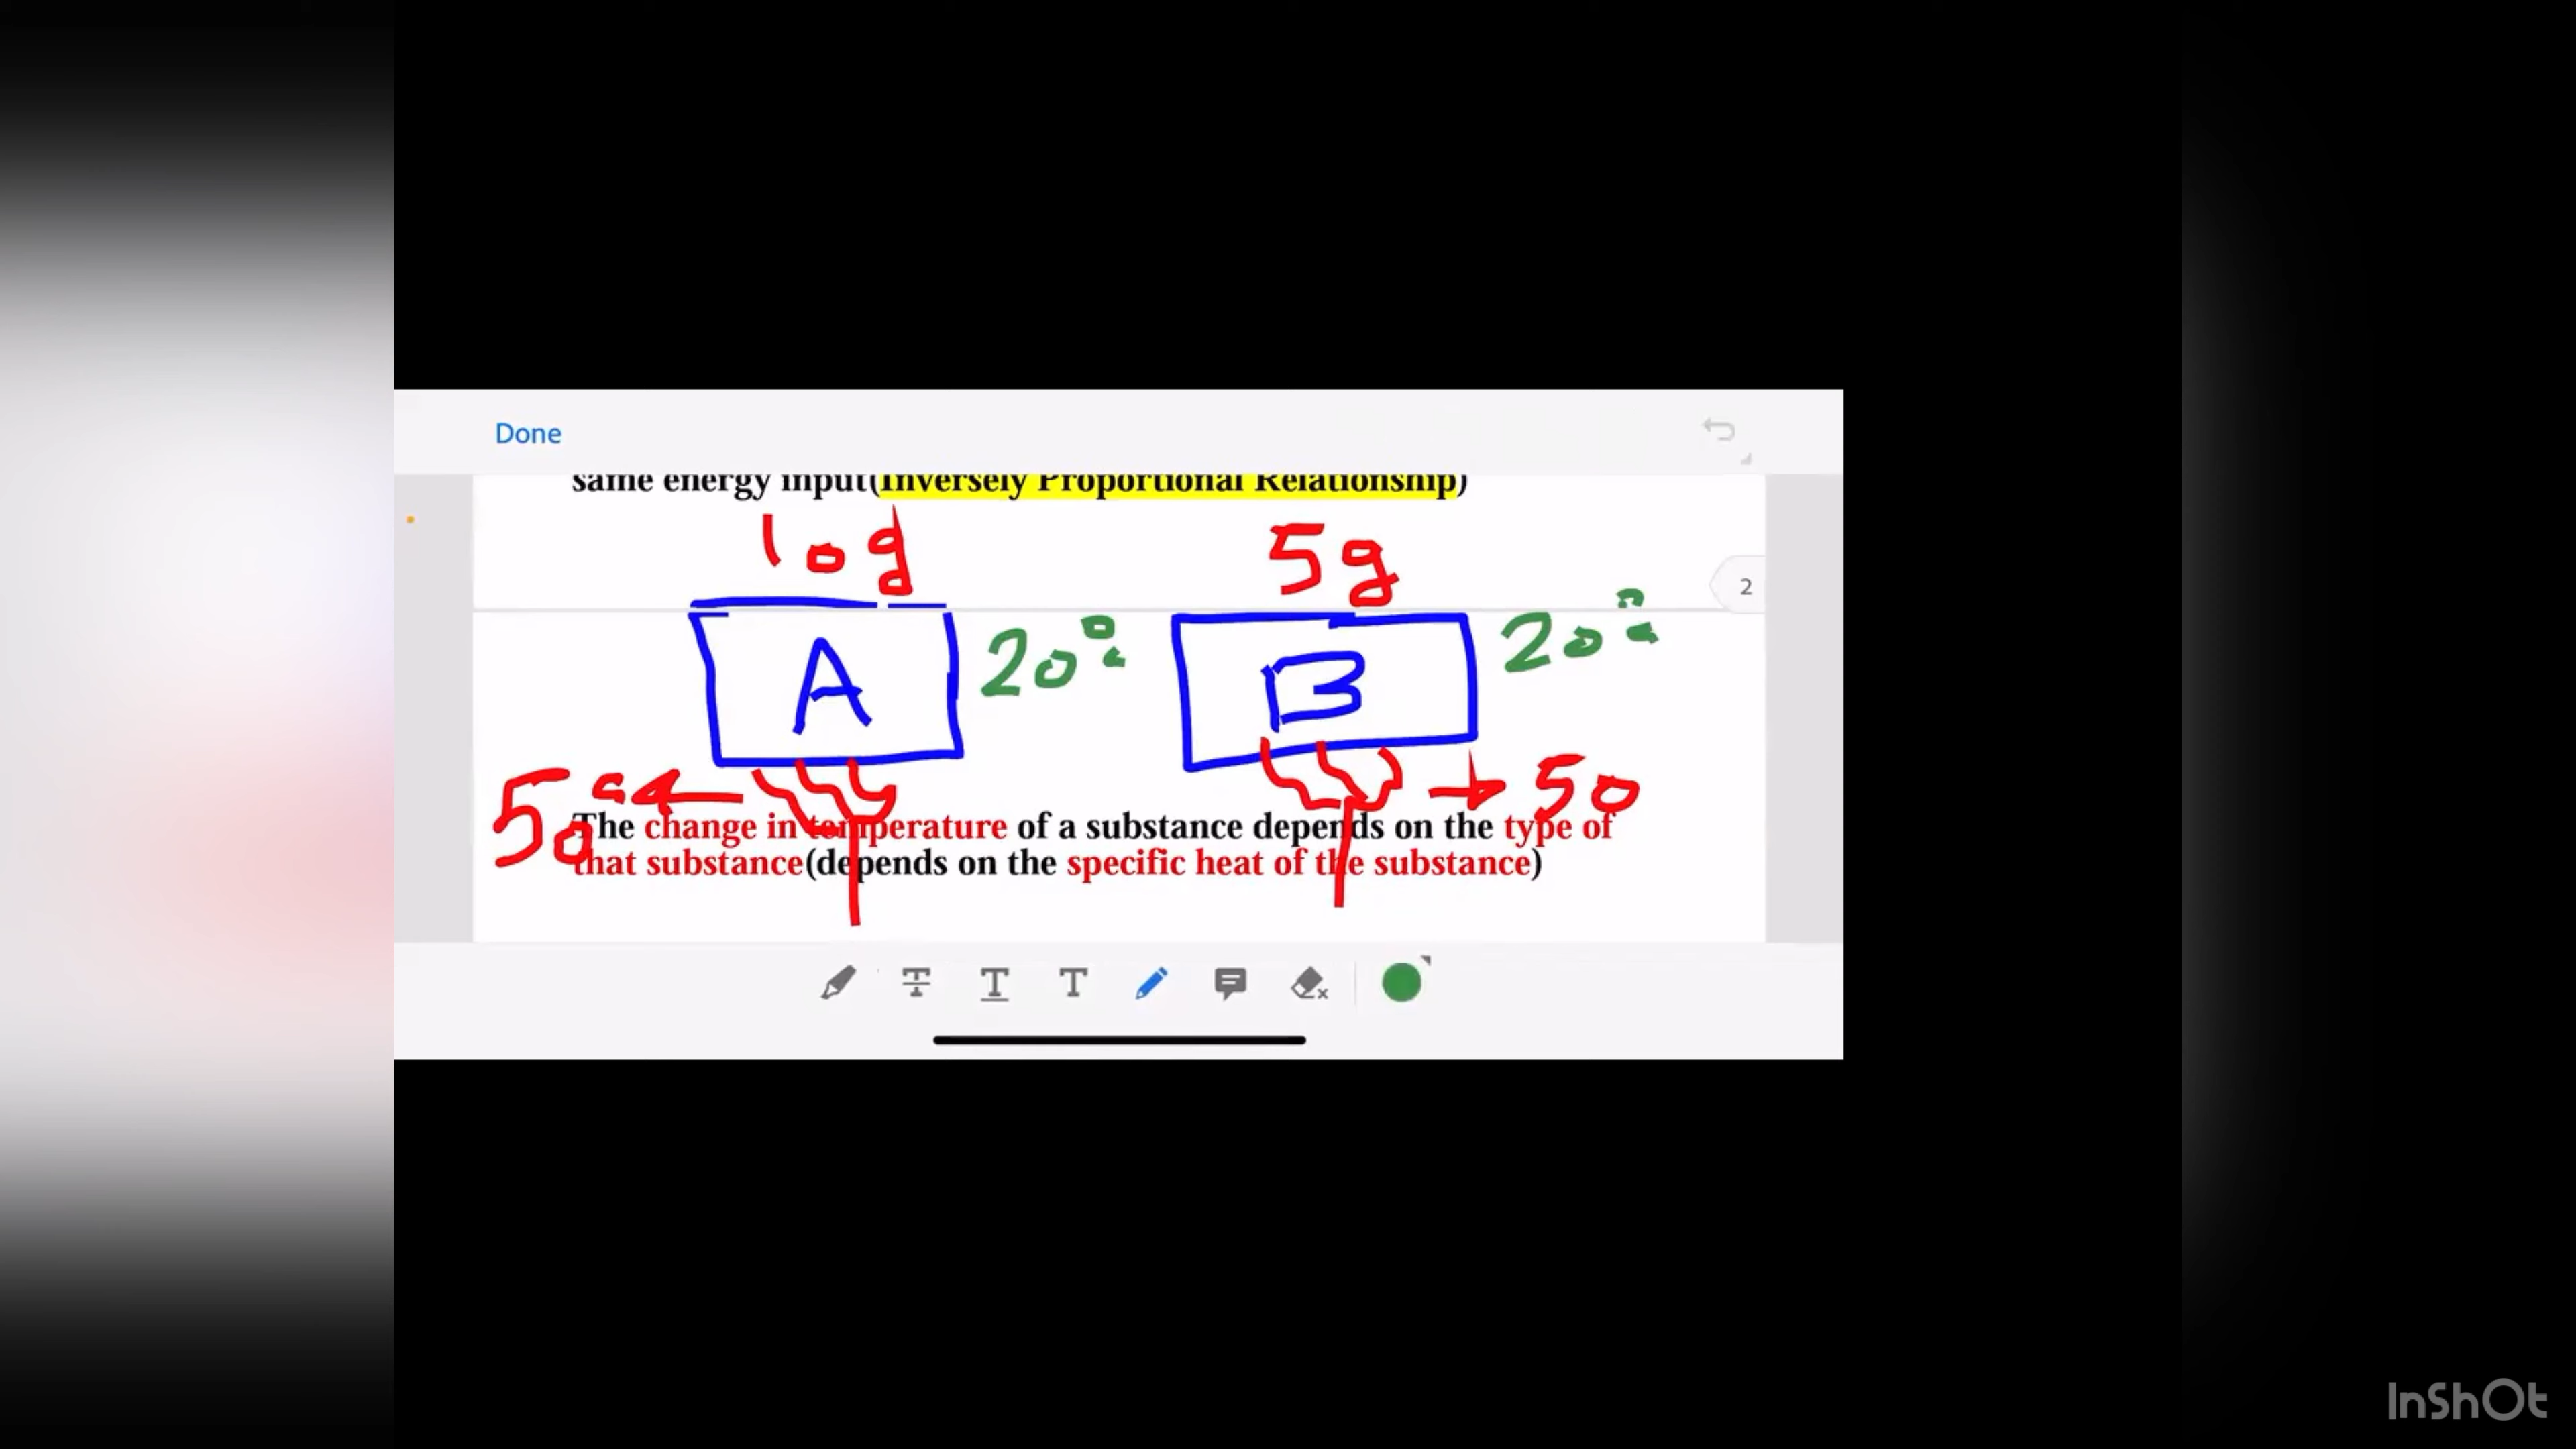 Done
same energy input(Inversely Proportional Relationship)
10g
5g
2
A
20°c
B
20°c
50
50
The change in temperature of a substance depends on the type of
that substance(depends on the specific heat of the substance)
InShOt